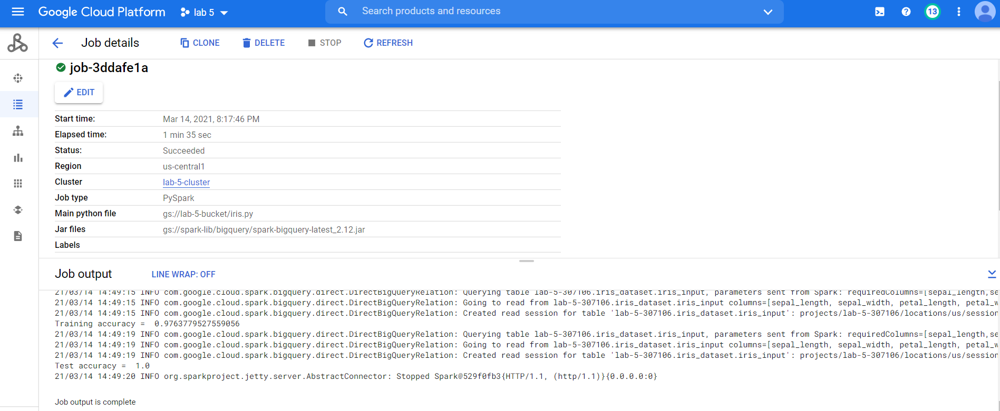 Google Cloud Platform
lab 5
Search products and resources
13
Job details
CLONE
DELETE
STOP
REFRESH
job-3ddafe1a
EDIT
Start time: Mar 14, 2021, 8:17:46 PM
Elapsed time: 1 min 35 sec
Status: Succeeded
Region us-central1
Cluster lab-5-cluster
Job type PySpark
Main python file gs://lab-5-bucket/iris.py
Jar files gs://spark-lib/bigquery/spark-bigquery-latest_2.12.jar
Labels
Job output
LINE WRAP: OFF
21/03/14 14:49:15 INFO com.google.cloud.spark.bigquery.direct.DirectBigQueryRelation: Querying table lab-5-307106.iris_dataset.iris_input, parameters sent from Spark: requiredColumns=[sepal_length,se
21/03/14 14:49:15 INFO com.google.cloud.spark.bigquery.direct.DirectBigQueryRelation: Going to read from lab-5-307106.iris_dataset.iris_input columns=[sepal_length, sepal_width, petal_length, petal_w
21/03/14 14:49:15 INFO com.google.cloud.spark.bigquery.direct.DirectBigQueryRelation: Created read session for table 'lab-5-307106.iris_dataset.iris_input': projects/lab-5-307106/locations/us/session
Training accuracy =  0.9763779527559056
21/03/14 14:49:19 INFO com.google.cloud.spark.bigquery.direct.DirectBigQueryRelation: Querying table lab-5-307106.iris_dataset.iris_input, parameters sent from Spark: requiredColumns=[sepal_length,se
21/03/14 14:49:19 INFO com.google.cloud.spark.bigquery.direct.DirectBigQueryRelation: Going to read from lab-5-307106.iris_dataset.iris_input columns=[sepal_length, sepal_width, petal_length, petal_w
21/03/14 14:49:19 INFO com.google.cloud.spark.bigquery.direct.DirectBigQueryRelation: Created read session for table 'lab-5-307106.iris_dataset.iris_input': projects/lab-5-307106/locations/us/session
Test accuracy =  1.0
21/03/14 14:49:20 INFO org.sparkproject.jetty.server.AbstractConnector: Stopped Spark@529f0fb3{HTTP/1.1, (http/1.1)}{0.0.0.0:0}
Job output is complete